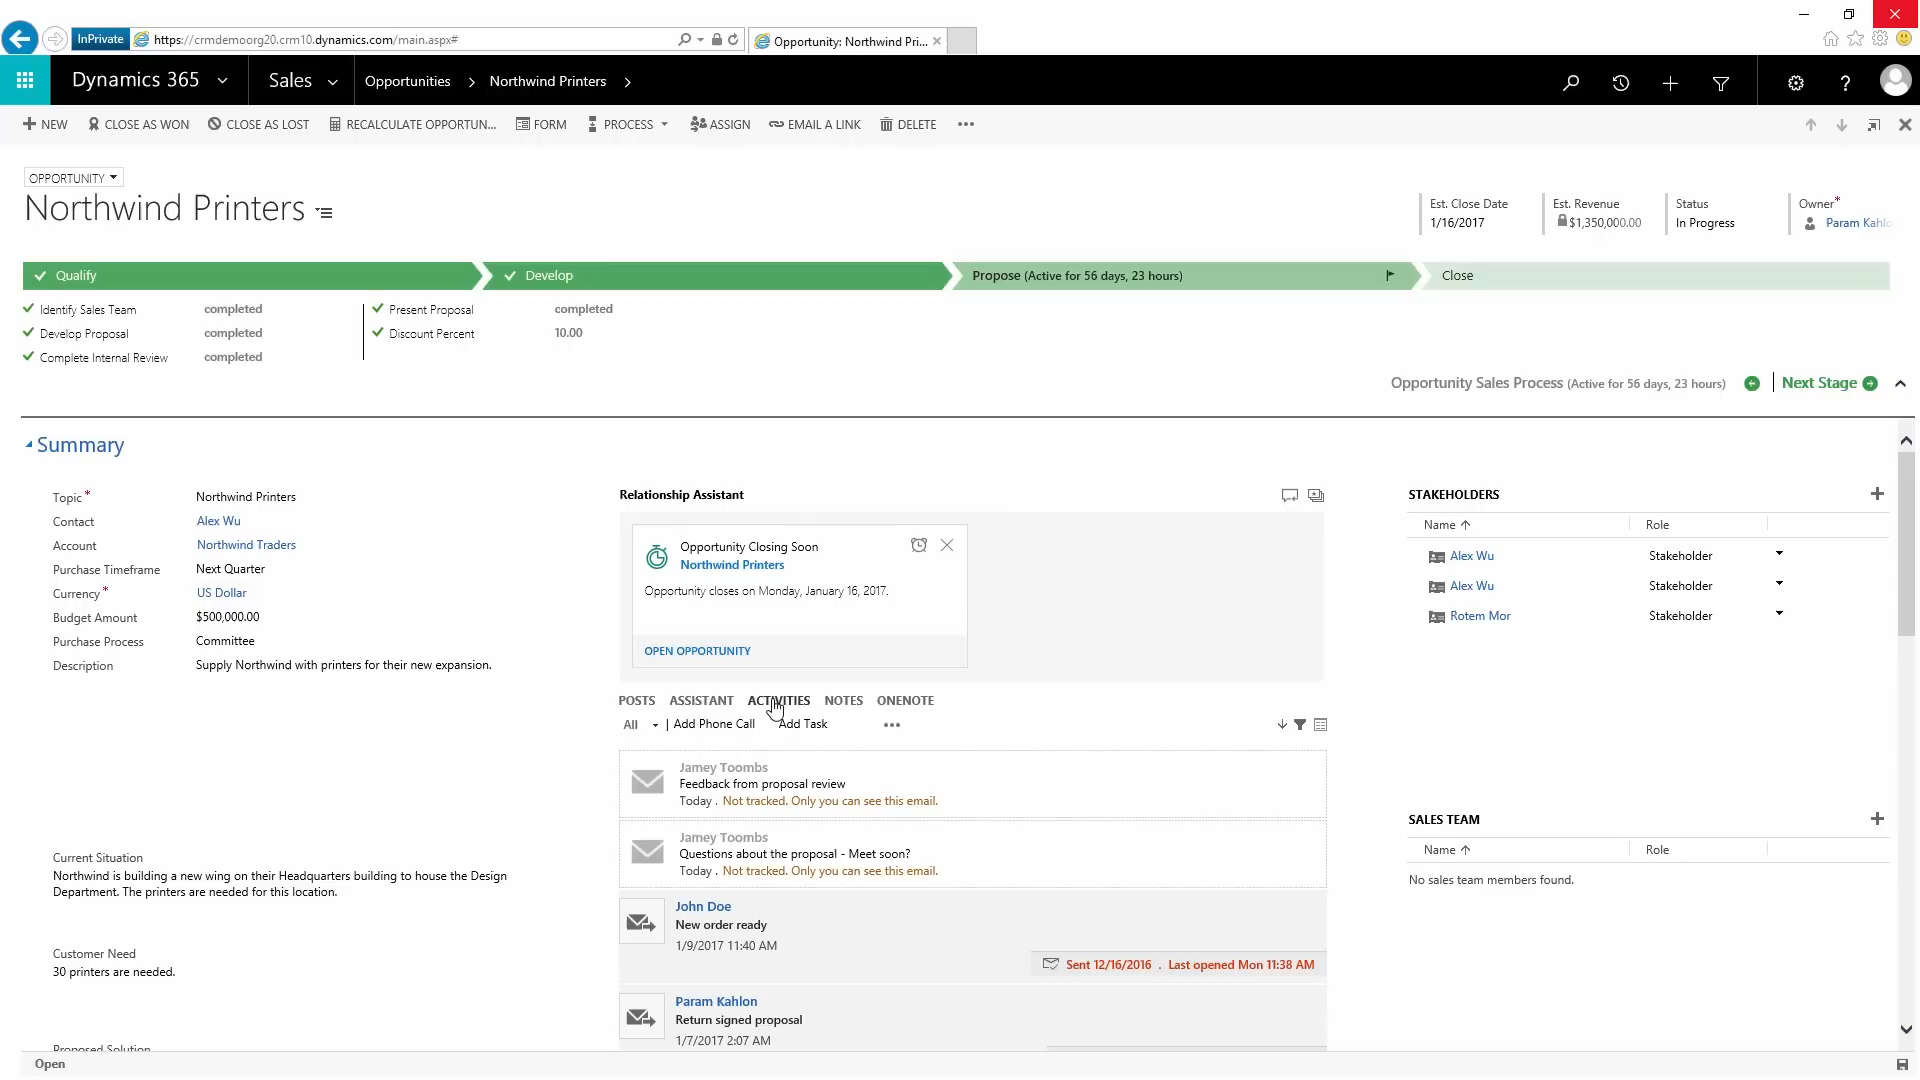 InPrivate https://crmdemoorg20.crm10.dynamics.com/main.aspx# Opportunity: Northwind Pri...
Dynamics 365 Sales Opportunities Northwind Printers
NEW CLOSE AS WON CLOSE AS LOST RECALCULATE OPPORTUN... FORM PROCESS ASSIGN EMAIL A LINK DELETE
OPPORTUNITY
Northwind Printers
Est. Close Date
1/16/2017
Est. Revenue
$1,350,000.00
Status
In Progress
Owner*
Param Kahlo
Qualify Develop Propose (Active for 56 days, 23 hours) Close
Identify Sales Team completed
Develop Proposal completed
Complete Internal Review completed
Present Proposal completed
Discount Percent 10.00
Opportunity Sales Process (Active for 56 days, 23 hours) Next Stage
Summary
Topic* Northwind Printers
Contact Alex Wu
Account Northwind Traders
Purchase Timeframe Next Quarter
Currency* US Dollar
Budget Amount $500,000.00
Purchase Process Committee
Description Supply Northwind with printers for their new expansion.
Current Situation
Northwind is building a new wing on their Headquarters building to house the Design
Department. The printers are needed for this location.
Customer Need
30 printers are needed.
Proposed Solution
Relationship Assistant
Opportunity Closing Soon
Northwind Printers
Opportunity closes on Monday, January 16, 2017.
OPEN OPPORTUNITY
POSTS ASSISTANT ACTIVITIES NOTES ONENOTE
All | Add Phone Call Add Task
Jamey Toombs
Feedback from proposal review
Today . Not tracked. Only you can see this email.
Jamey Toombs
Questions about the proposal - Meet soon?
Today . Not tracked. Only you can see this email.
John Doe
New order ready
1/9/2017 11:40 AM
Sent 12/16/2016 . Last opened Mon 11:38 AM
Param Kahlon
Return signed proposal
1/7/2017 2:07 AM
STAKEHOLDERS
Name Role
Alex Wu Stakeholder
Alex Wu Stakeholder
Rotem Mor Stakeholder
SALES TEAM
Name Role
No sales team members found.
Open